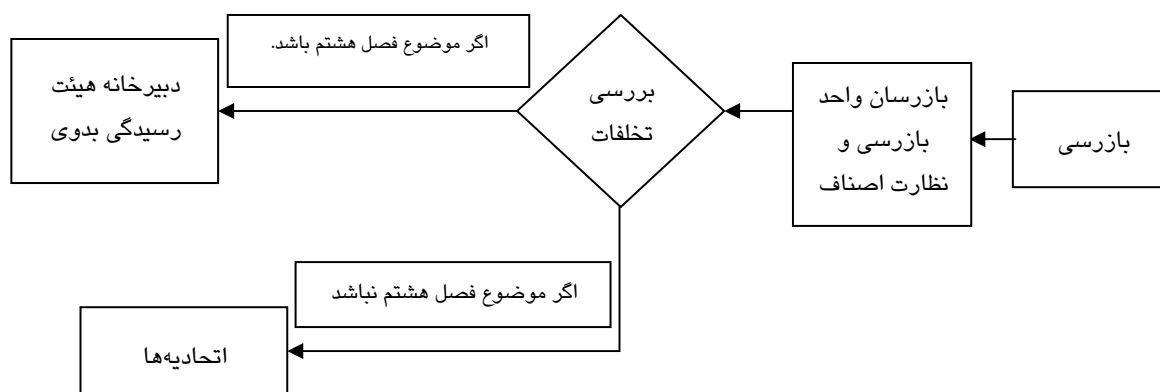 بازرسی
بازرسان واحد
بازرسی و
نظارت اصناف
بررسی
تخلفات
اگر موضوع فصل هشتم باشد.
دبیرخانه هیئت
رسیدگی بدوی
اگر موضوع فصل هشتم نباشد
اتحادیه‌ها